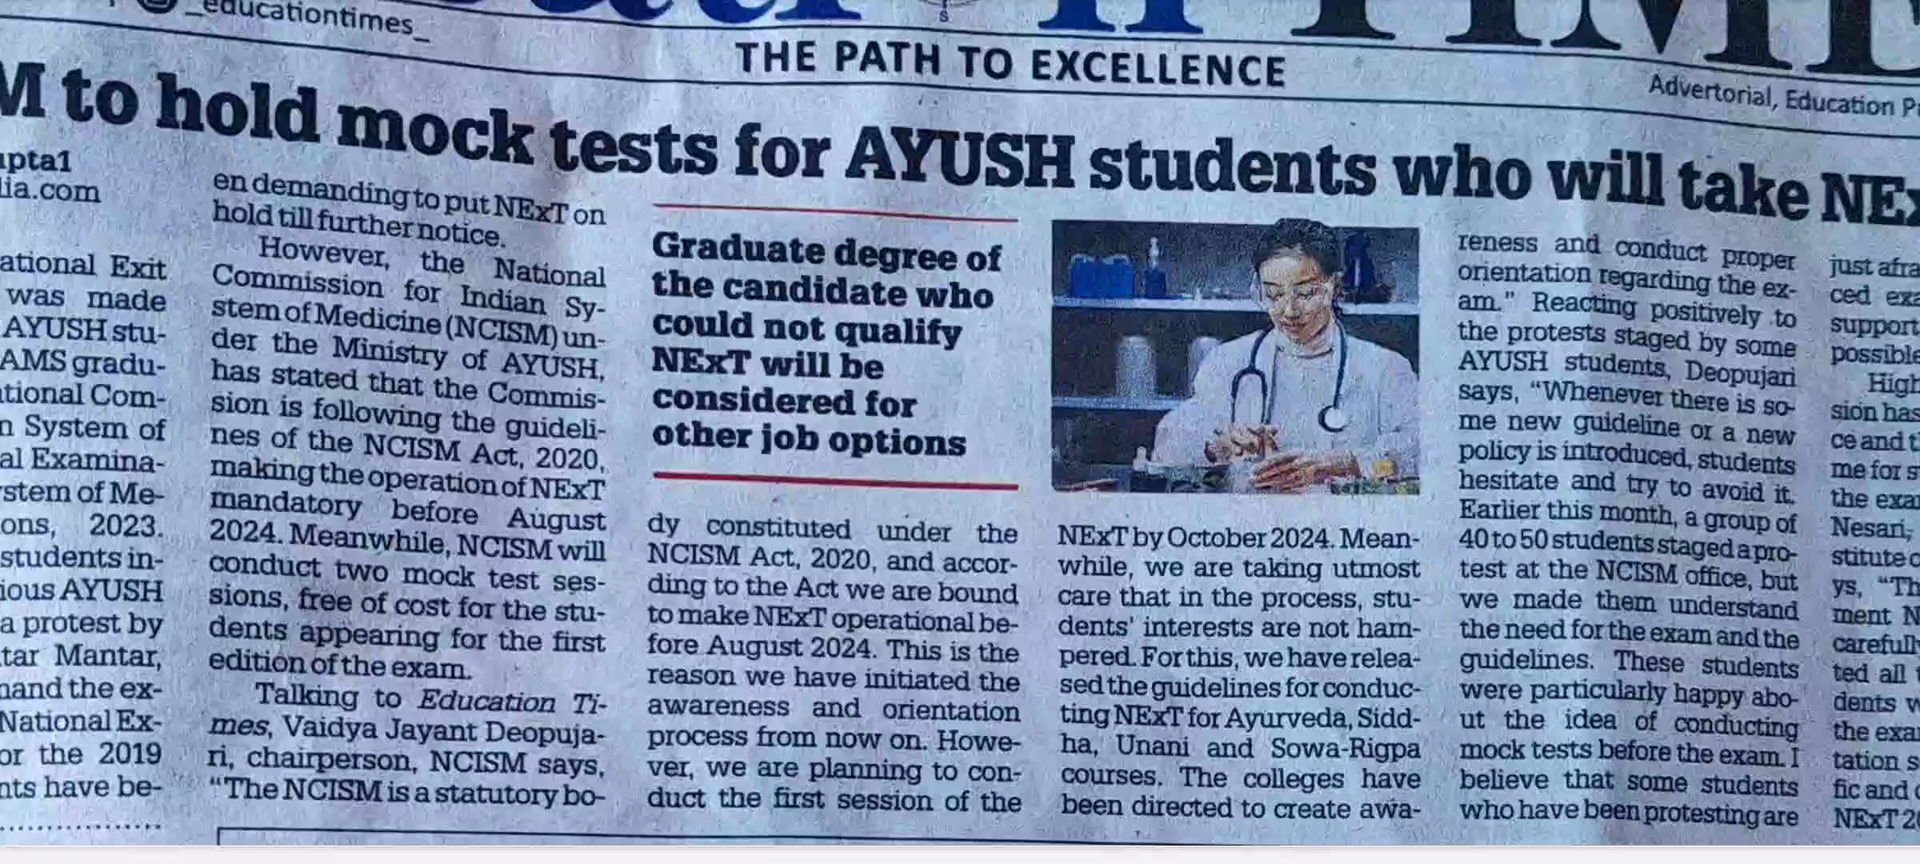 _educationtimes_
THE PATH TO EXCELLENCE
Advertorial, Education
to hold mock tests for AYUSH students who will take
ia.com
ational Exit
was made
AYUSH stu-
AMS gradu-
tional Com-
n System of
al Examina-
stem of Me-
ons, 2023.
students in-
ious AYUSH
a protest by
tar Mantar,
mand the ex-
National Ex-
or the 2019
nts have be-
en demanding to put NExT on
hold till further notice.
However, the National
Commission for Indian Sy-
stem of Medicine (NCISM) un-
der the Ministry of AYUSH,
has stated that the Commis-
sion is following the guideli-
nes of the NCISM Act, 2020,
making the operation of NExT
mandatory before August
2024. Meanwhile, NCISM will
conduct two mock test ses-
sions, free of cost for the stu-
dents appearing for the first
edition of the exam.
Talking to Education Ti-
mes, Vaidya Jayant Deopuja-
ri, chairperson, NCISM says,
“The NCISM is a statutory bo-
Graduate degree of
the candidate who
could not qualify
NExT will be
considered for
other job options
dy constituted under the
NCISM Act, 2020, and accor-
ding to the Act we are bound
to make NExT operational be-
fore August 2024. This is the
reason we have initiated the
awareness and orientation
process from now on. Howe-
ver, we are planning to con-
duct the first session of the
NExT by October 2024. Mean-
while, we are taking utmost
care that in the process, stu-
dents’ interests are not ham-
pered. For this, we have relea-
sed the guidelines for conduc-
ting NExT for Ayurveda, Sidd-
ha, Unani and Sowa-Rigpa
courses. The colleges have
been directed to create awa-
reness and conduct proper
orientation regarding the ex-
am.” Reacting positively to
the protests staged by some
AYUSH students, Deopujari
says, “Whenever there is so-
me new guideline or a new
policy is introduced, students
hesitate and try to avoid it.
Earlier this month, a group of
40 to 50 students staged a pro-
test at the NCISM office, but
we made them understand
the need for the exam and the
guidelines. These students
were particularly happy abo-
ut the idea of conducting
mock tests before the exam. I
believe that some students
who have been protesting are
just afra
ced exa
support
possible
High
sion has
ce and t
me for s
the exa
Nesari,
stitute
ys, “Th
ment N
carefull
ted all
dents w
the exa
tation s
fic and
NExT 2